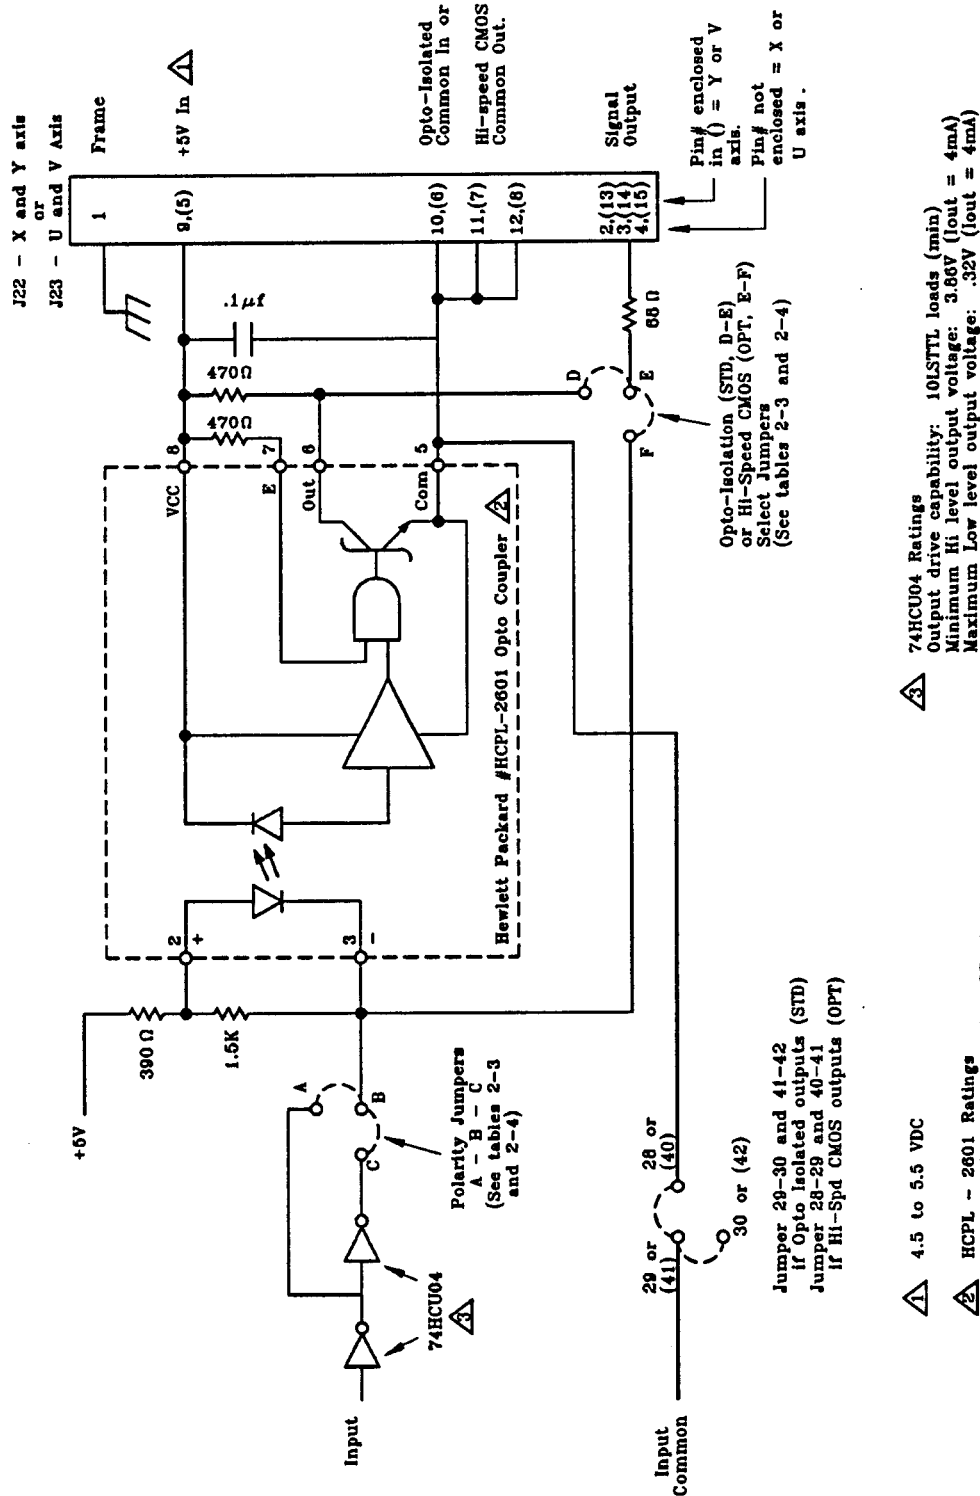 J22 - X and Y axis
or
J23 - U and V Axis
1
Frame
9,(5)
+5V In
1
10,(6)
11,(7)
12,(8)
Opto-Isolated
Common In or
Hi-speed CMOS
Common Out.
2,(13)
3,(14)
4,(15)
Signal
Output
Pin# enclosed
in () = Y or V
axis.
Pin# not
enclosed = X or
U axis.
.1µf
470Ω
470Ω
68 Ω
D
E
F
Opto-Isolation (STD, D-E)
or Hi-Speed CMOS (OPT, E-F)
Select Jumpers
(See tables 2-3 and 2-4)
8
VCC
7
E
6
Out
5
Com
Hewlett Packard #HCPL-2601 Opto Coupler
2
2
+
3
-
+5V
390 Ω
1.5K
A
B
C
Polarity Jumpers
A - B - C
(See tables 2-3
and 2-4)
Input
74HCU04
3
Input
Common
29 or
(41)
28 or
(40)
30 or (42)
Jumper 29-30 and 41-42
if Opto Isolated outputs (STD)
Jumper 28-29 and 40-41
if Hi-Spd CMOS outputs (OPT)
1 4.5 to 5.5 VDC
2 HCPL - 2601 Ratings
3 74HCU04 Ratings
Output drive capability: 10LSTTL loads (min)
Minimum Hi level output voltage: 3.86V (Iout = 4mA)
Maximum Low level output voltage: .32V (Iout = 4mA)